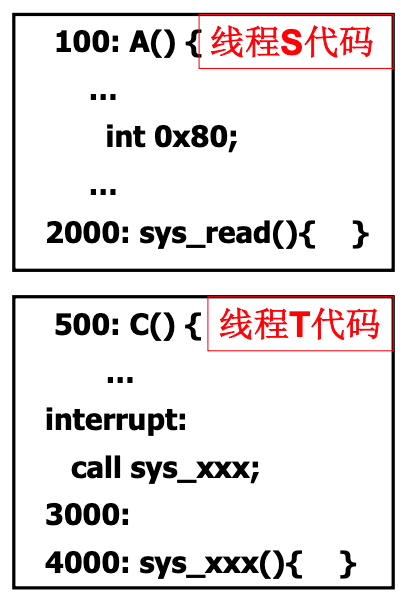 100: A() { 线程S代码
...
int 0x80;
...
2000: sys_read(){ }
500: C() { 线程T代码
...
interrupt:
call sys_xxx;
3000:
4000: sys_xxx(){ }